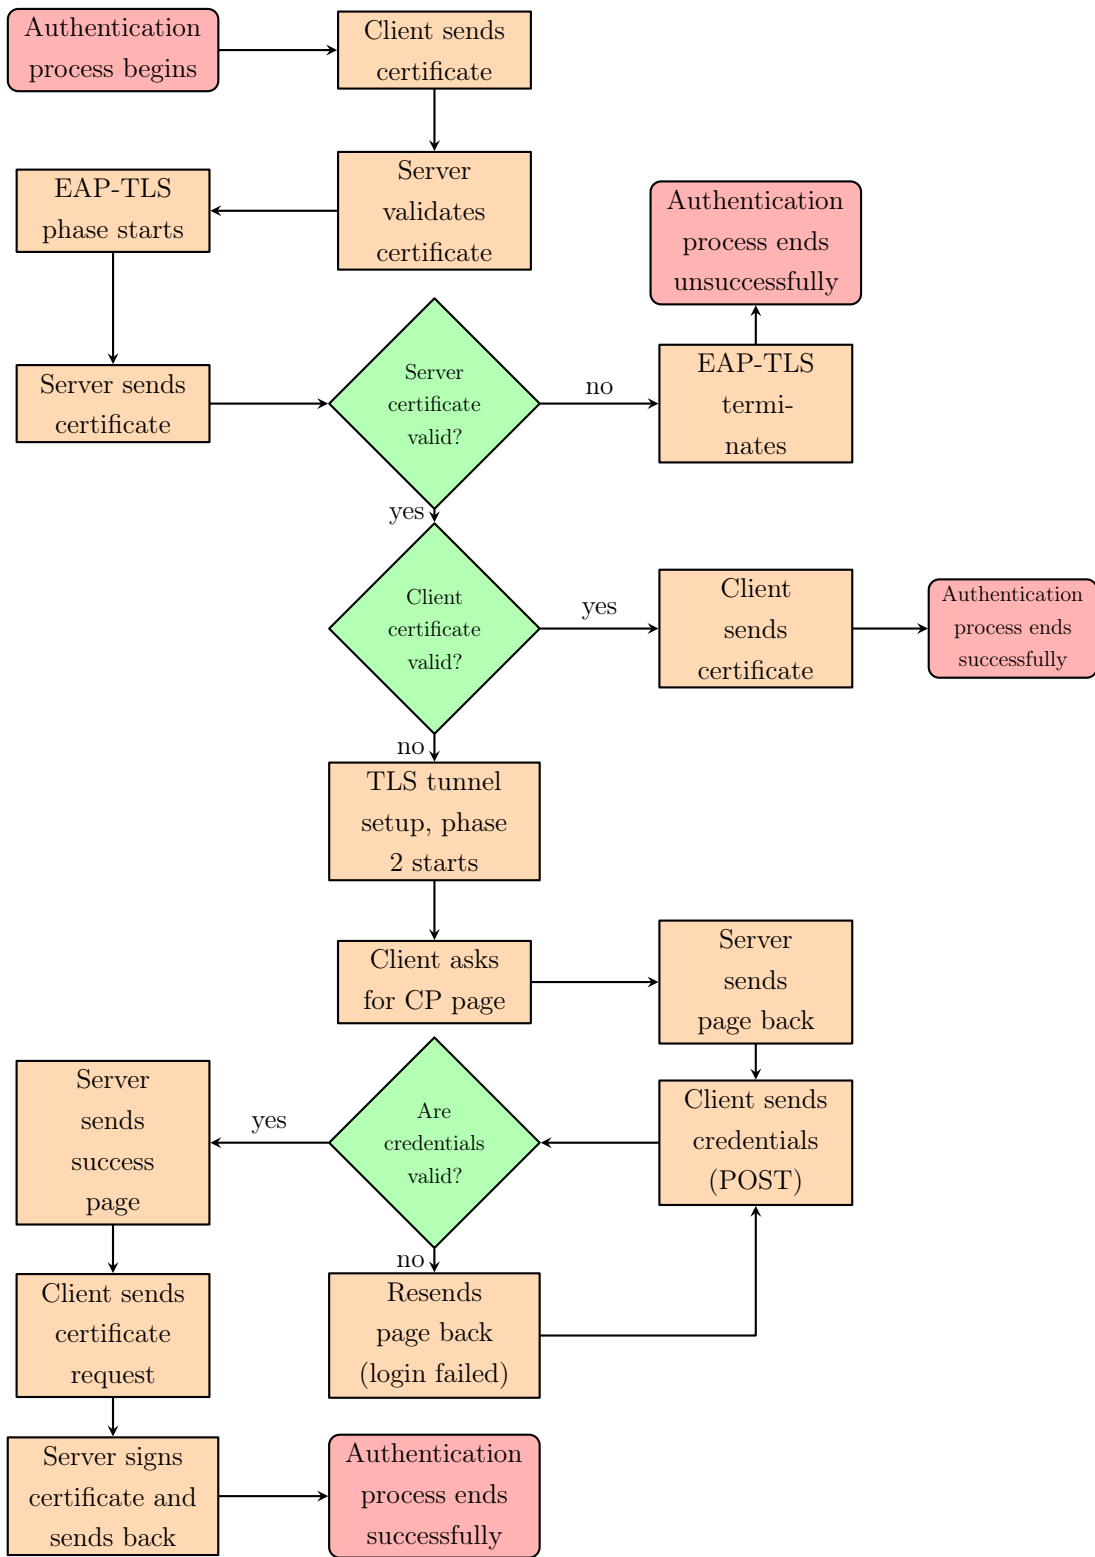 Authentication
process begins
Client sends
certificate
EAP-TLS
phase starts
Server
validates
certificate
Authentication
process ends
unsuccessfully
Server sends
certificate
Server
certificate
valid?
no
EAP-TLS
termi-
nates
yes
Client
certificate
valid?
yes
Client
sends
certificate
Authentication
process ends
successfully
no
TLS tunnel
setup, phase
2 starts
Client asks
for CP page
Server
sends
page back
Server
sends
success
page
yes
Are
credentials
valid?
Client sends
credentials
(POST)
no
Client sends
certificate
request
Resends
page back
(login failed)
Server signs
certificate and
sends back
Authentication
process ends
successfully